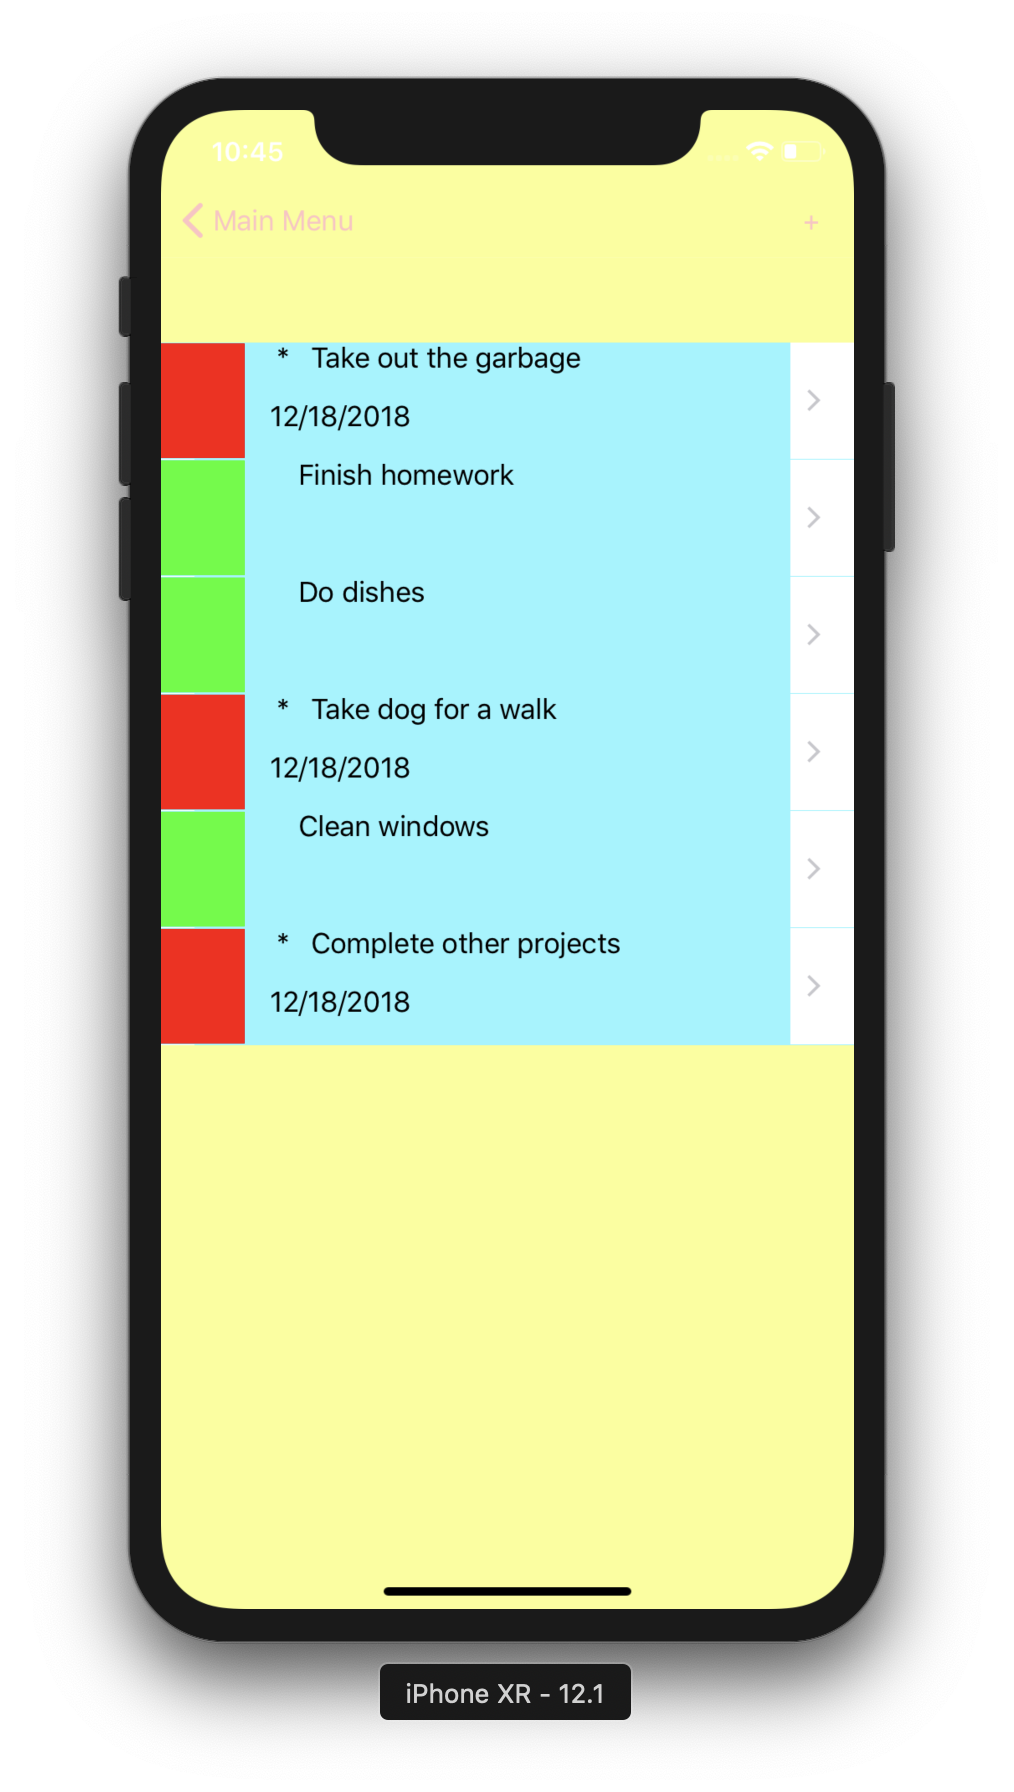 10:45
Main Menu +
* Take out the garbage
12/18/2018
Finish homework
Do dishes
* Take dog for a walk
12/18/2018
Clean windows
* Complete other projects
12/18/2018
iPhone XR - 12.1